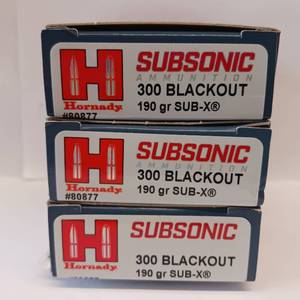 H
Hornady
#80877
SUBSONIC
AMMUNITION
300 BLACKOUT
190 gr SUB-X®
H
Hornady
#80877
SUBSONIC
AMMUNITION
300 BLACKOUT
190 gr SUB-X®
H
Hornady
SUBSONIC
300 BLACKOUT
190 gr SUB-X®